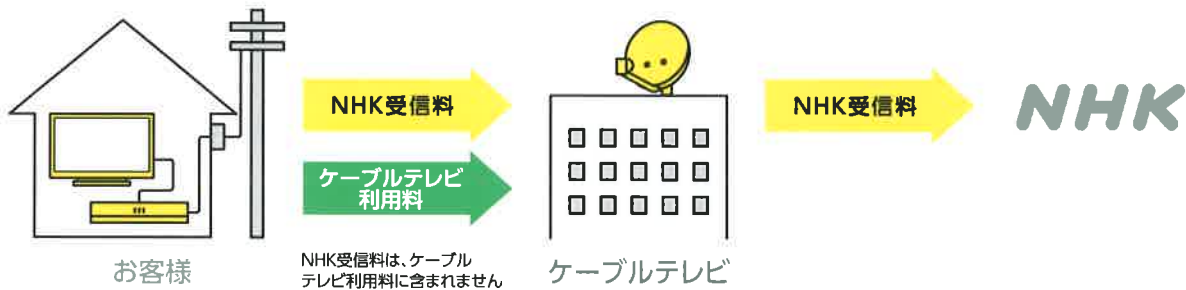 NHK受信料
ケーブルテレビ
利用料
NHK受信料は、ケーブル
テレビ利用料に含まれません
NHK受信料
NHK
お客様
ケーブルテレビ